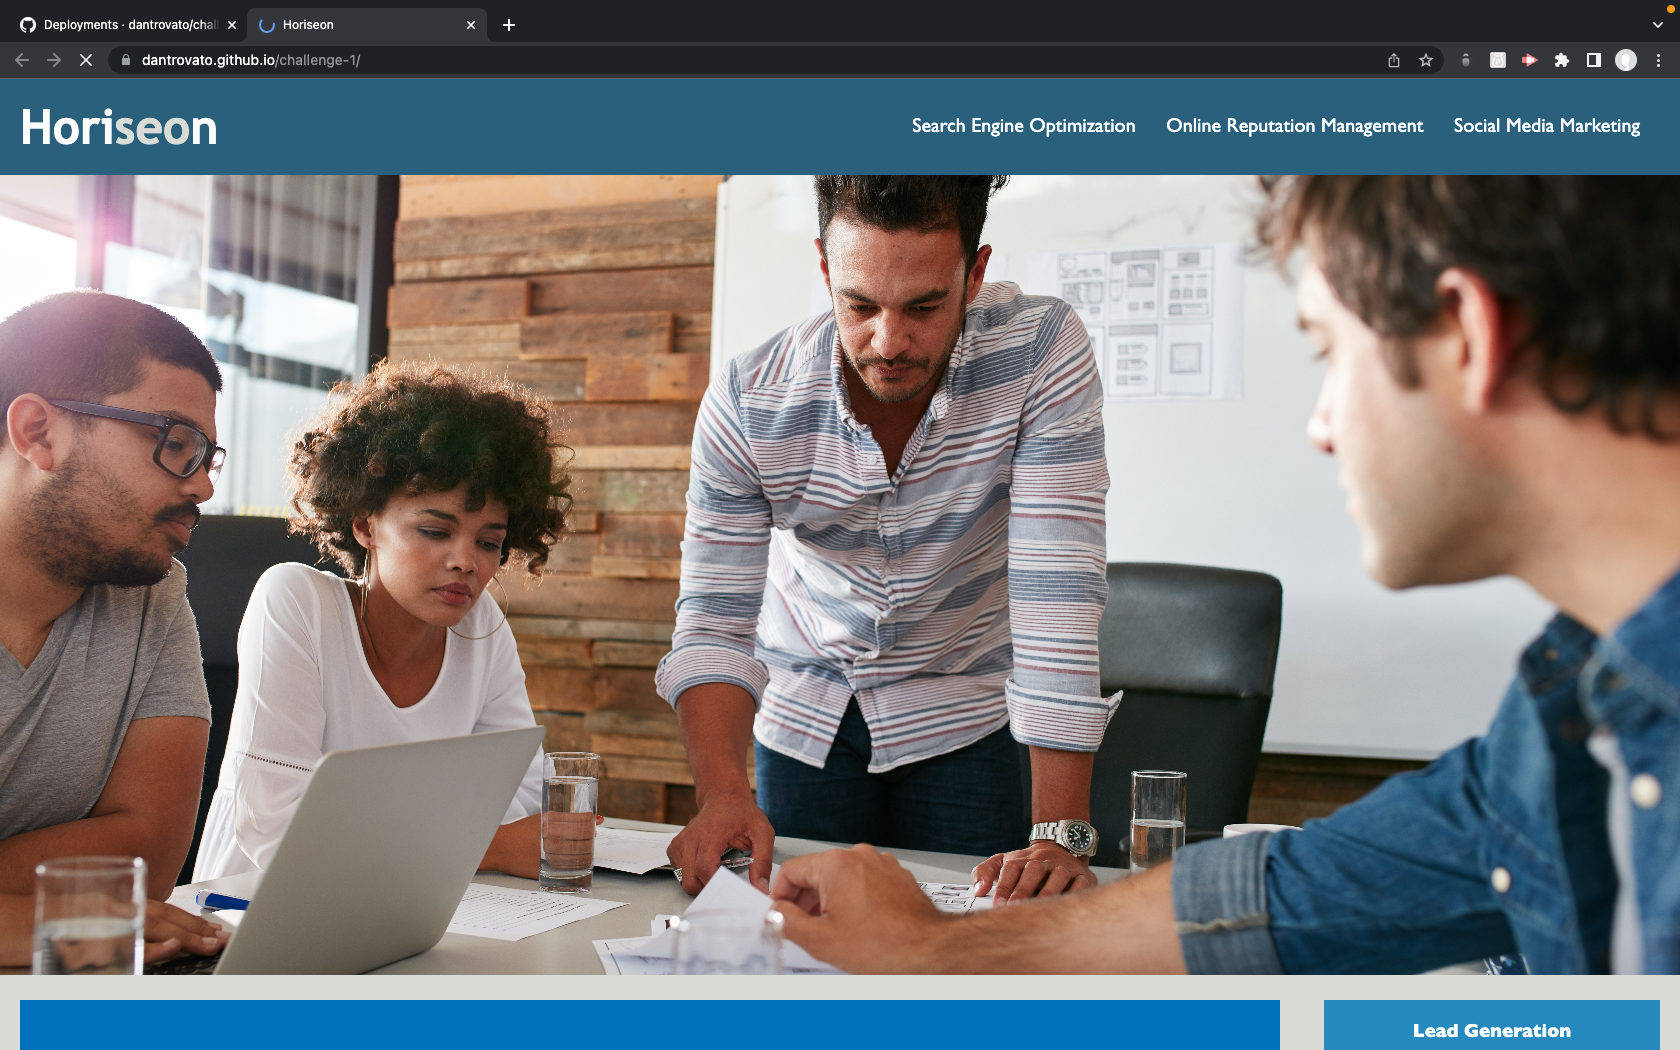 Deployments · dantrovato/chal
Horiseon
dantrovato.github.io/challenge-1/
Horiseon
Search Engine Optimization
Online Reputation Management
Social Media Marketing
Lead Generation